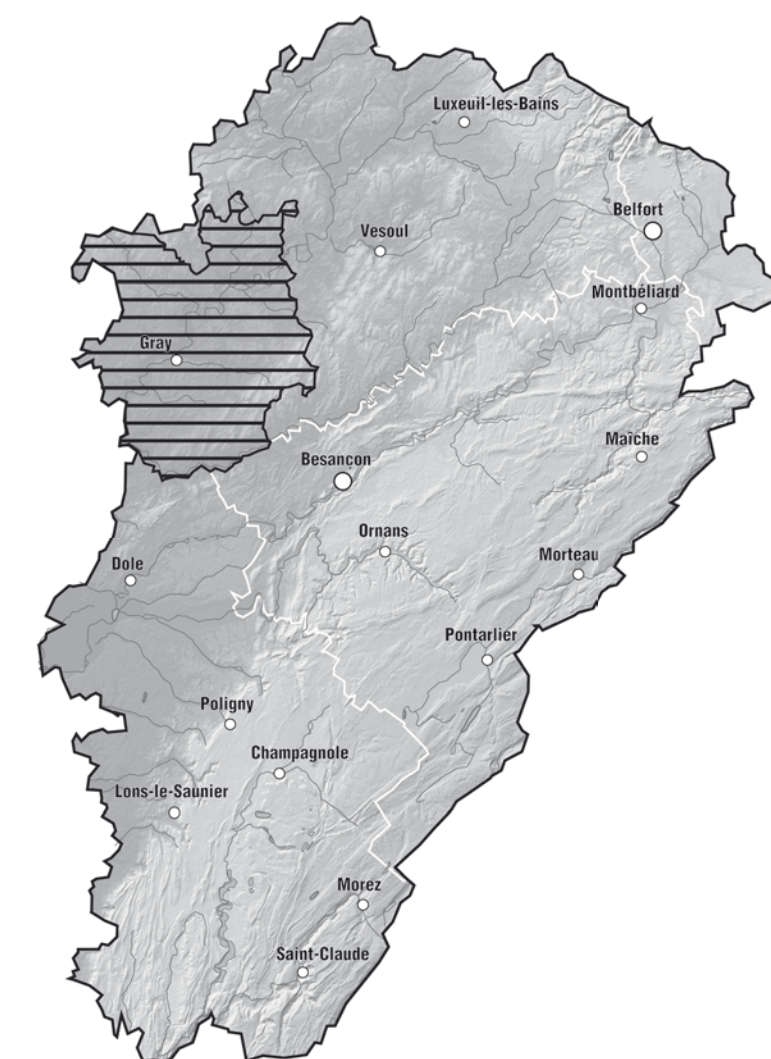 Luxeuil-les-Bains
Belfort
Vesoul
Montbéliard
Gray
Maîche
Besançon
Ornans
Morteau
Dole
Pontarlier
Poligny
Champagnole
Lons-le-Saunier
Morez
Saint-Claude